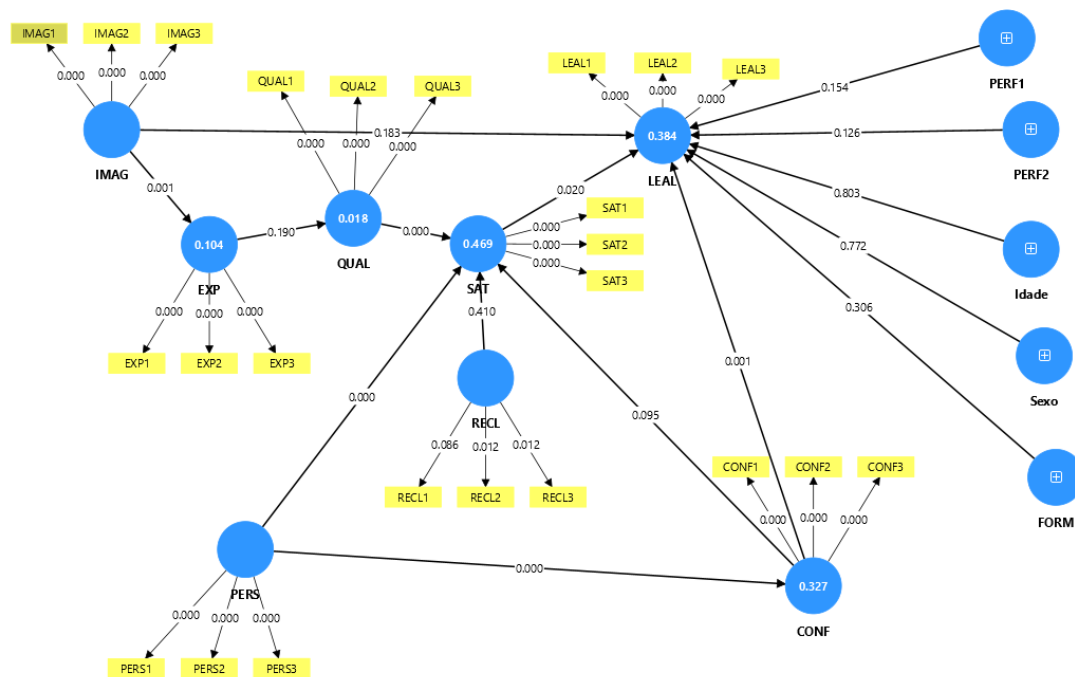 IMAG1 IMAG2 IMAG3
0.000 0.000 0.000
IMAG
QUAL1 QUAL2 QUAL3
0.000 0.000 0.000
0.018
QUAL
LEAL1 LEAL2 LEAL3
0.000 0.000 0.000
0.384
LEAL
PERF1
0.154
PERF2
0.126
Idade
0.803
Sexo
0.772
FORM
0.306
0.183
0.001
0.104
EXP
0.190
0.000
0.000 0.000 0.000
EXP1 EXP2 EXP3
0.469
SAT
0.020
SAT1
0.000
SAT2
0.000
SAT3
0.000
0.410
RECL
0.086 0.012 0.012
RECL1 RECL2 RECL3
0.000
0.095
0.001
CONF1 CONF2 CONF3
0.000 0.000 0.000
0.327
CONF
0.000
PERS
0.000 0.000 0.000
PERS1 PERS2 PERS3